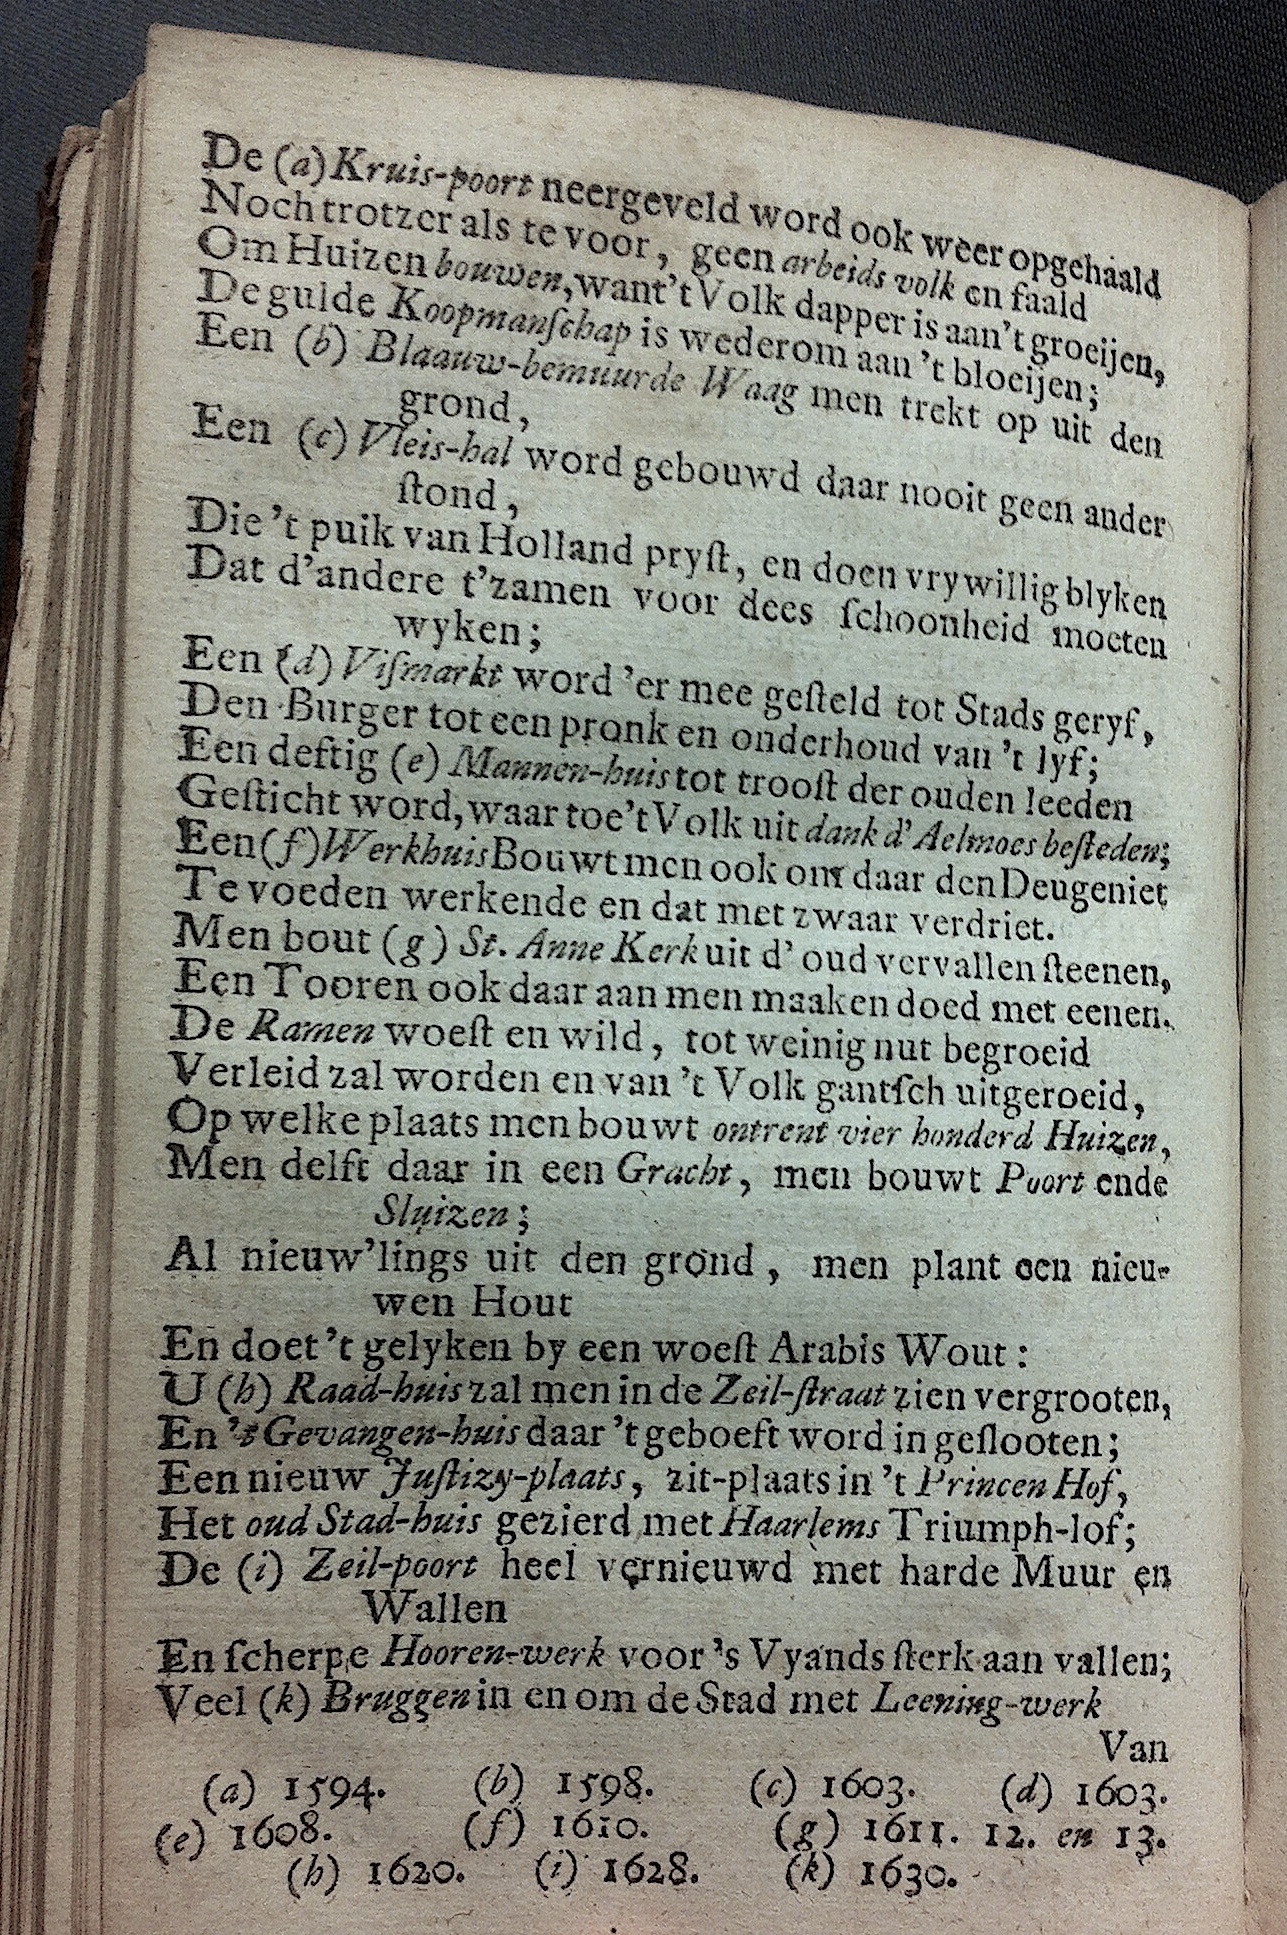 De (a) Kruis-poort neergeveld word ook weer opgehaald
Noch trotzer als te voor, geen arbeids volk en faald
Om Huizen bouwen, want 't Volk dapper is aan 't groeijen,
De gulde Koopmanſchap is wederom aan 't bloeijen;
Een (b) Blaauw-bemuurde Waag men trekt op uit den
grond,
Een (c) Vleis-hal word gebouwd daar nooit geen ander
ſtond,
Die 't puik van Holland pryſt, en doen vrywillig blyken
Dat d'andere t'zamen voor dees ſchoonheid moeten
wyken;
Een (d) Viſmarkt word 'er mee geſteld tot Stads geryf,
Den Burger tot een pronk en onderhoud van 't lyf;
Een deftig (e) Mannen-huis tot trooſt der ouden leeden
Geſticht word, waar toe 't Volk uit dank d' Aelmoes beſteden;
Een (f) Werkhuis Bouwt men ook om daar den Deugeniet
Te voeden werkende en dat met zwaar verdriet.
Men bout (g) St. Anne Kerk uit d' oud vervallen ſteenen,
Een Tooren ook daar aan men maaken doed met eenen.
De Ramen woeſt en wild, tot weinig nut begroeid
Verleid zal worden en van 't Volk gantſch uitgeroeid,
Op welke plaats men bouwt ontrent vier honderd Huizen,
Men delft daar in een Gracht, men bouwt Poort ende
Sluizen;
Al nieuw'lings uit den grond, men plant een nieu-
wen Hout
En doet 't gelyken by een woeſt Arabis Wout:
U (h) Raad-huis zal men in de Zeil-ſtraat zien vergrooten,
En 's Gevangen-huis daar 't geboeft word in geſlooten;
Een nieuw Juſtizy-plaats, zit-plaats in 't Princen Hof,
Het oud Stad-huis gezierd met Haarlems Triumph-lof;
De (i) Zeil-poort heel vernieuwd met harde Muur en
Wallen
En ſcherpe Hooren-werk voor 's Vyands ſterk aan vallen;
Veel (k) Bruggen in en om de Stad met Leening-werk
Van
(a) 1594. (b) 1598. (c) 1603. (d) 1603.
(e) 1608. (f) 1610. (g) 1611. 12. en 13.
(h) 1620. (i) 1628. (k) 1630.